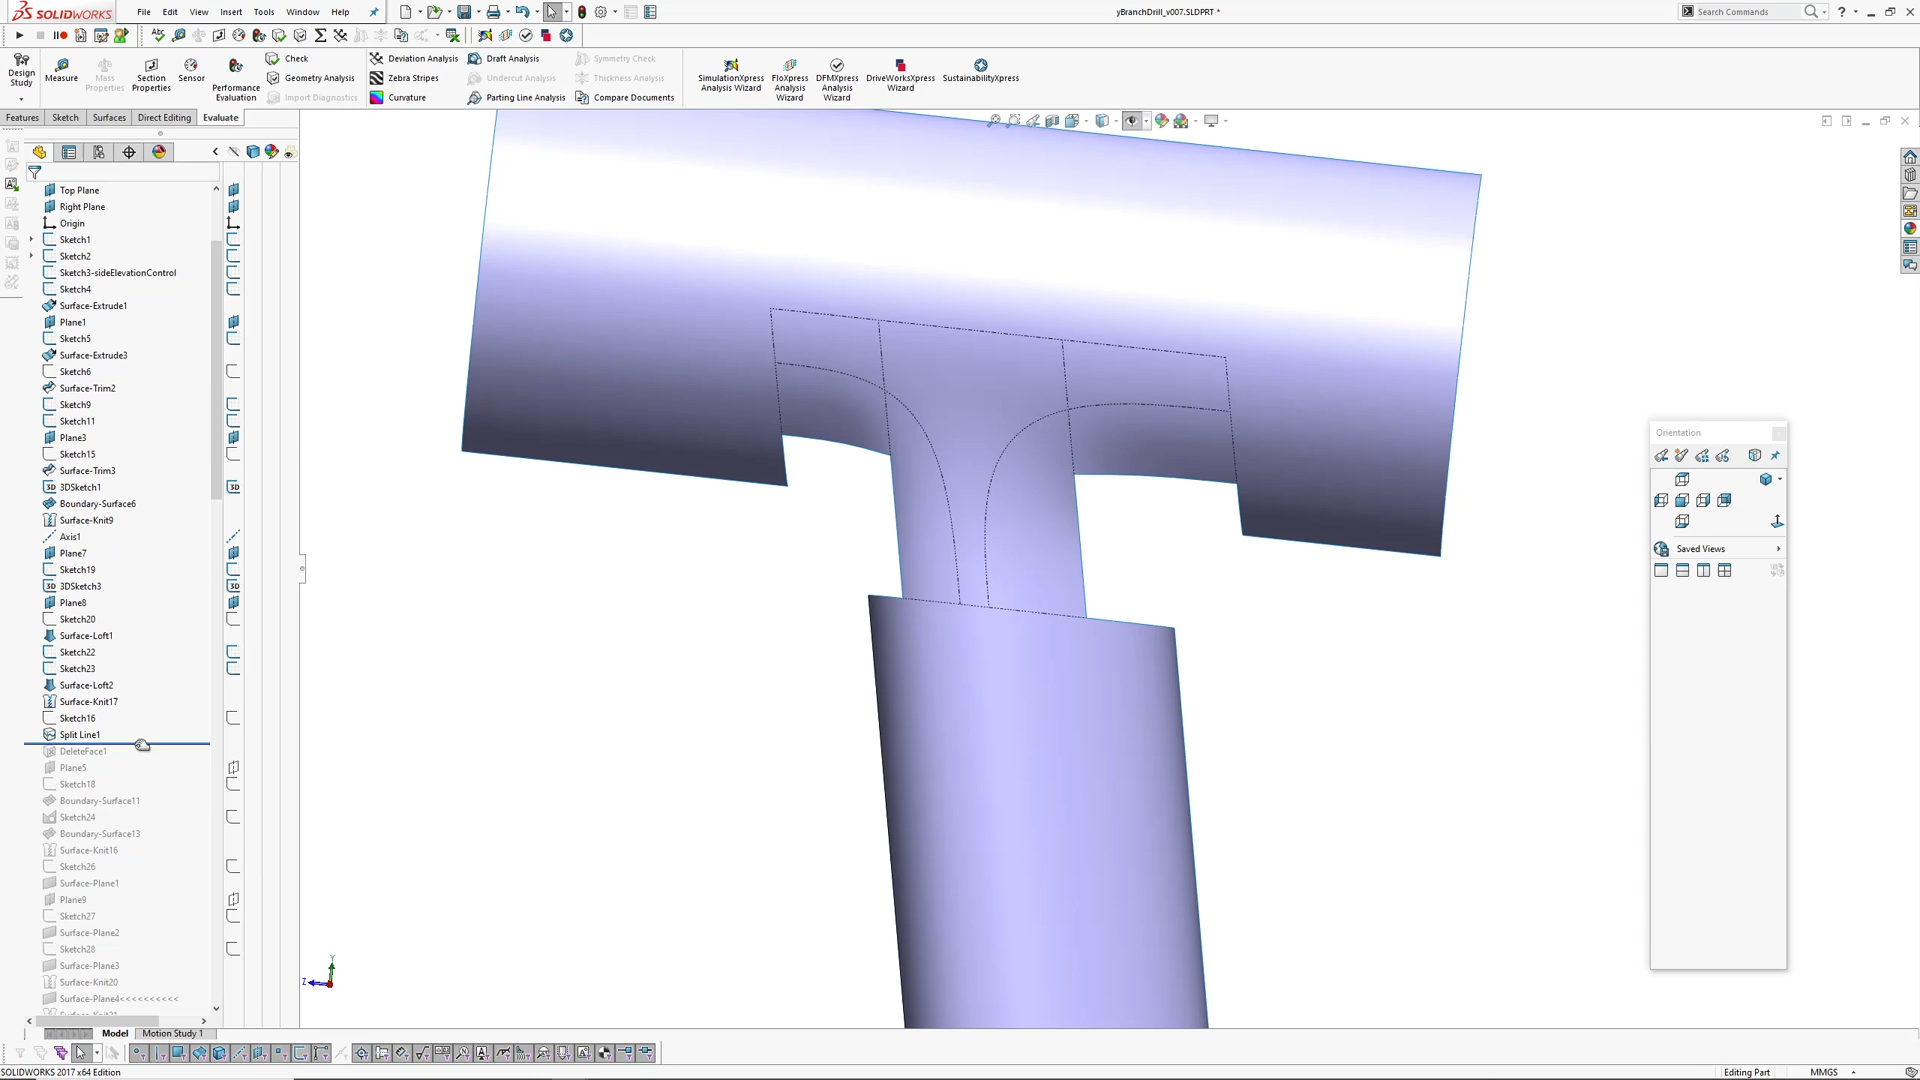 SOLIDWORKS
File Edit View Insert Tools Window Help
yBranchDrill_v007.SLDPRT *
Search Commands
Design Study
Measure
Mass Properties
Section Properties
Sensor
Performance Evaluation
Check
Geometry Analysis
Import Diagnostics
Deviation Analysis
Zebra Stripes
Curvature
Draft Analysis
Undercut Analysis
Parting Line Analysis
Symmetry Check
Thickness Analysis
Compare Documents
SimulationXpress Analysis Wizard
FloXpress Analysis Wizard
DFMXpress Analysis Wizard
DriveWorksXpress Wizard
SustainabilityXpress
Features Sketch Surfaces Direct Editing Evaluate
Top Plane
Right Plane
Origin
Sketch1
Sketch2
Sketch3-sideElevationControl
Sketch4
Surface-Extrude1
Plane1
Sketch5
Surface-Extrude3
Sketch6
Surface-Trim2
Sketch9
Sketch11
Plane3
Sketch15
Surface-Trim3
3D 3DSketch1 3D
Boundary-Surface6
Surface-Knit9
Axis1
Plane7
Sketch19
3D 3DSketch3 3D
Plane8
Sketch20
Surface-Loft1
Sketch22
Sketch23
Surface-Loft2
Surface-Knit17
Sketch16
Split Line1
DeleteFace1
Plane5
Sketch18
Boundary-Surface11
Sketch24
Boundary-Surface13
Surface-Knit16
Sketch26
Surface-Plane1
Plane9
Sketch27
Surface-Plane2
Sketch28
Surface-Plane3
Surface-Knit20
Surface-Plane4<<<<<<<<<<
Orientation
Saved Views
Y
Z
Model Motion Study 1
SOLIDWORKS 2017 x64 Edition
Editing Part
MMGS